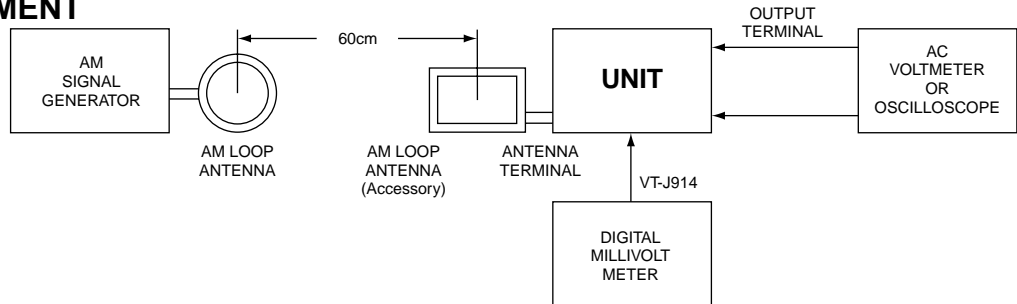 MENT
OUTPUT
TERMINAL
60cm
AM
SIGNAL
GENERATOR
UNIT
AC
VOLTMETER
OR
OSCILLOSCOPE
AM LOOP
ANTENNA
AM LOOP
ANTENNA
(Accessory)
ANTENNA
TERMINAL
VT-J914
DIGITAL
MILLIVOLT
METER